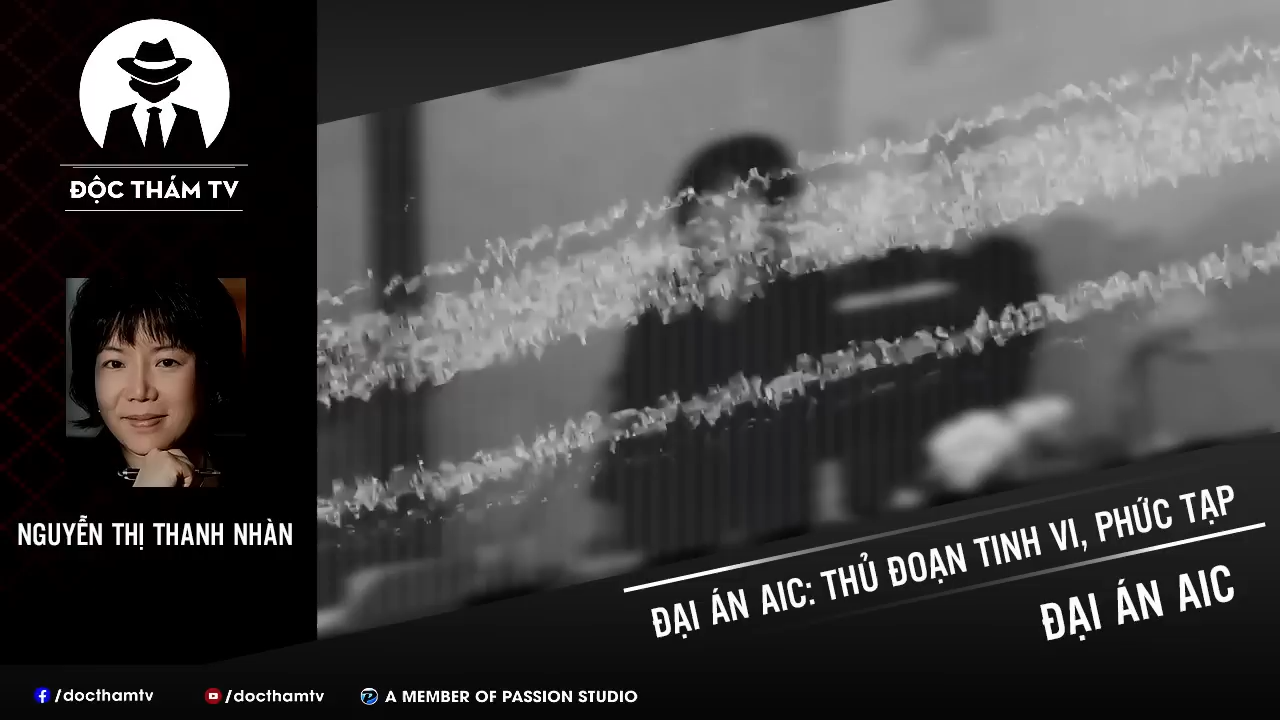 ĐỘC THÁM TV
NGUYỄN THỊ THANH NHÀN
ĐẠI ÁN AIC: THỦ ĐOẠN TINH VI, PHỨC TẠP
ĐẠI ÁN AIC
/docthamtv
/docthamtv
A MEMBER OF PASSION STUDIO